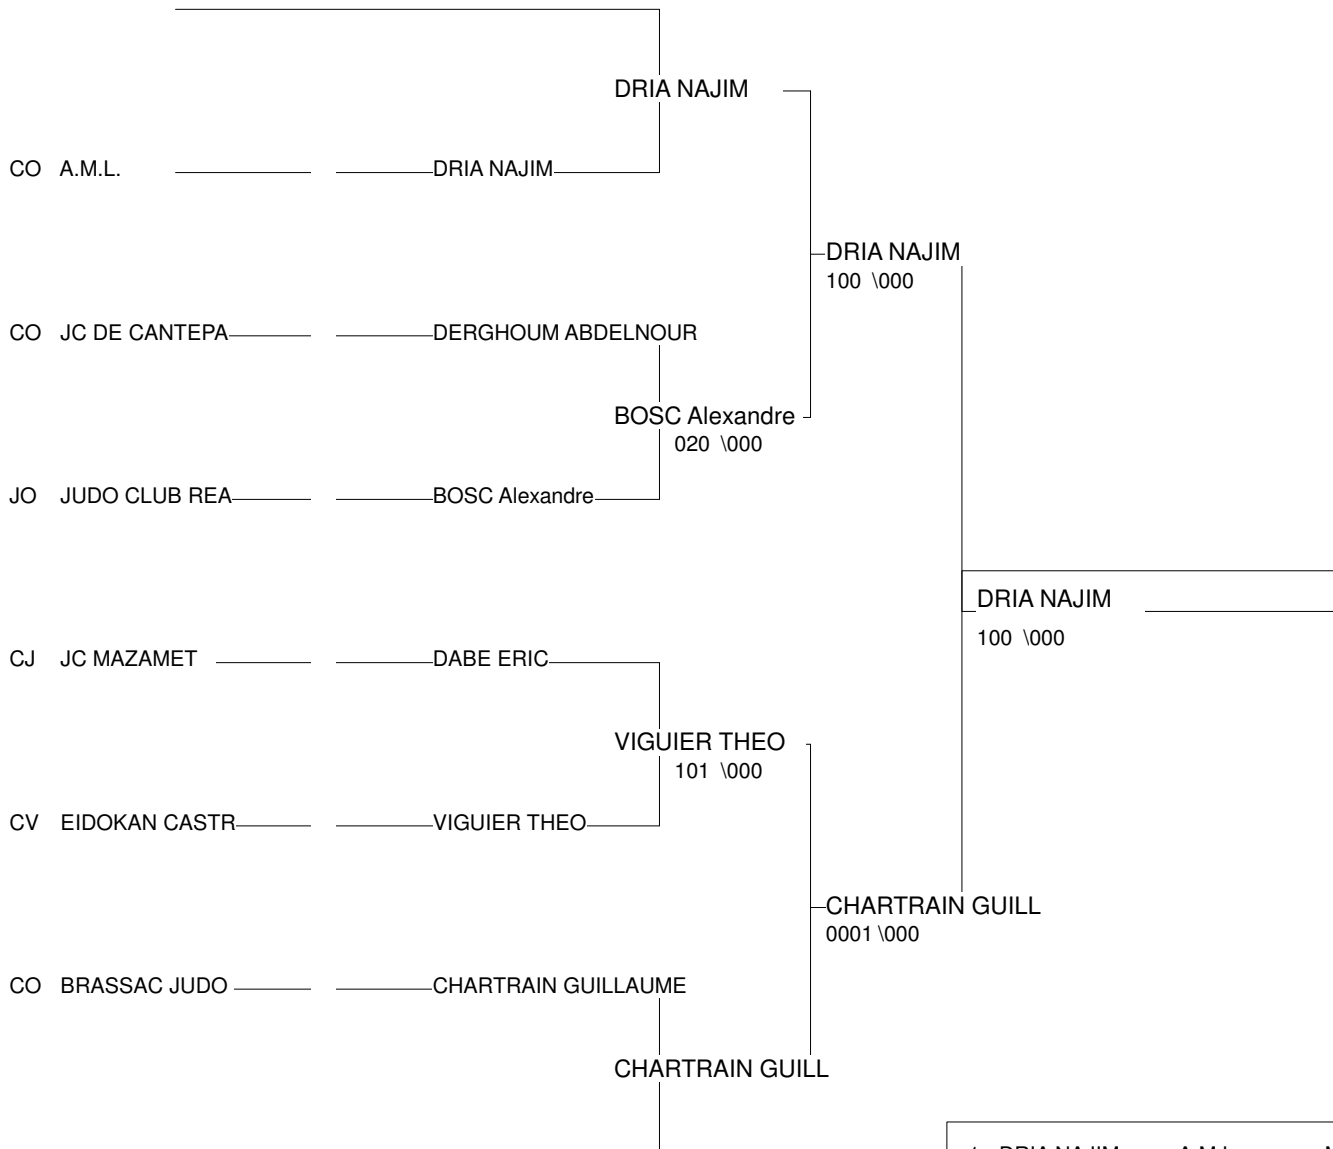 DRIA NAJIM
CO A.M.L. DRIA NAJIM
DRIA NAJIM
100 \000
CO JC DE CANTEPA DERGHOUM ABDELNOUR
BOSC Alexandre
020 \000
JO JUDO CLUB REA BOSC Alexandre
DRIA NAJIM
100 \000
CJ JC MAZAMET DABE ERIC
VIGUIER THEO
101 \000
CV EIDOKAN CASTR VIGUIER THEO
CHARTRAIN GUILL
0001 \000
CO BRASSAC JUDO CHARTRAIN GUILLAUME
CHARTRAIN GUILL
DRIA NAJIM A.M.L.